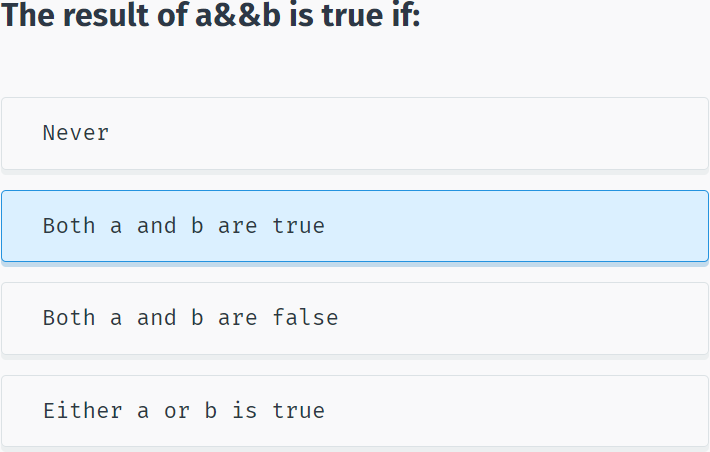 The result of a&&b is true if:
Never
Both a and b are true
Both a and b are false
Either a or b is true